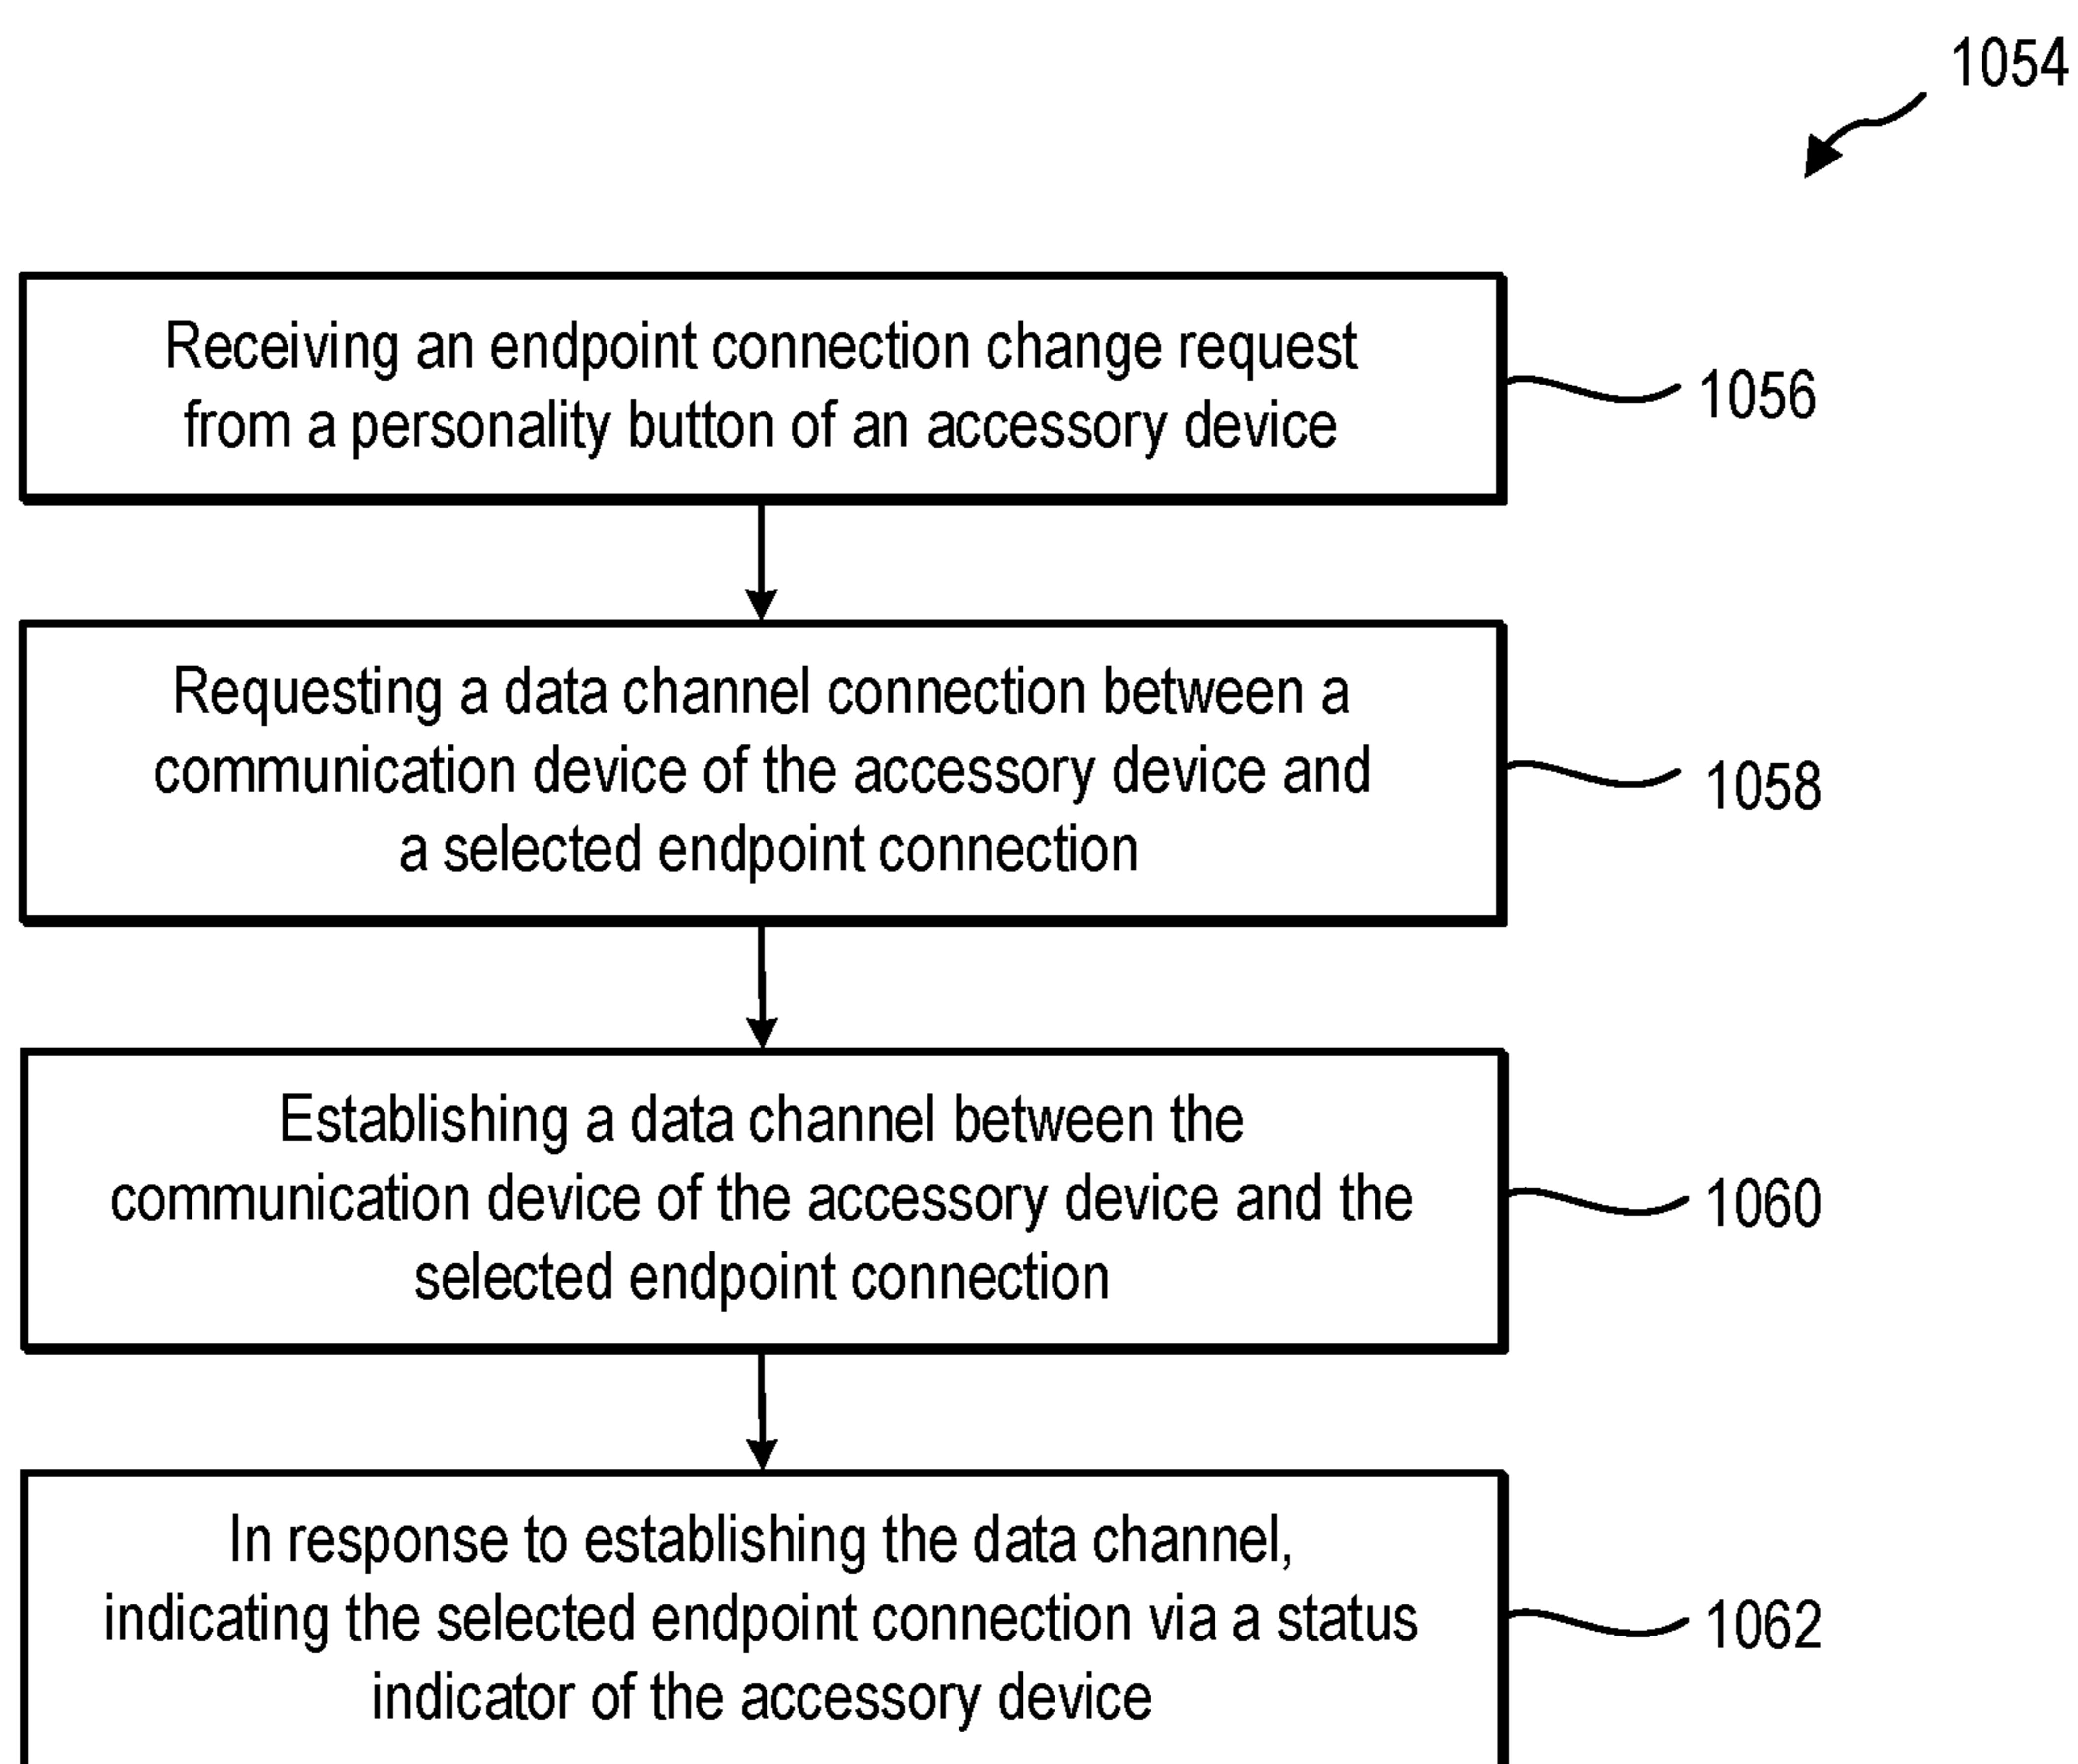 1054
Receiving an endpoint connection change request
from a personality button of an accessory device
1056
Requesting a data channel connection between a
communication device of the accessory device and
a selected endpoint connection
1058
Establishing a data channel between the
communication device of the accessory device and the
selected endpoint connection
1060
In response to establishing the data channel,
indicating the selected endpoint connection via a status
indicator of the accessory device
1062